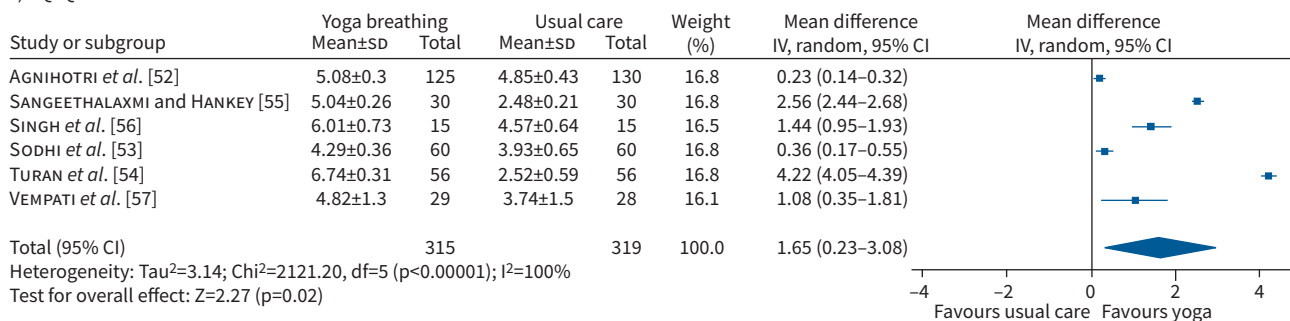 Yoga breathing Usual care Weight Mean difference Mean difference
Study or subgroup Mean±SD Total Mean±SD Total (%) IV, random, 95% CI IV, random, 95% CI
AGNIHOTRI et al. [52] 5.08±0.3 125 4.85±0.43 130 16.8 0.23 (0.14–0.32)
SANGEETHALAXMI and HANKEY [55] 5.04±0.26 30 2.48±0.21 30 16.8 2.56 (2.44–2.68)
SINGH et al. [56] 6.01±0.73 15 4.57±0.64 15 16.5 1.44 (0.95–1.93)
SODHI et al. [53] 4.29±0.36 60 3.93±0.65 60 16.8 0.36 (0.17–0.55)
TURAN et al. [54] 6.74±0.31 56 2.52±0.59 56 16.8 4.22 (4.05–4.39)
VEMPATI et al. [57] 4.82±1.3 29 3.74±1.5 28 16.1 1.08 (0.35–1.81)
Total (95% CI) 315 319 100.0 1.65 (0.23–3.08)
Heterogeneity: Tau²=3.14; Chi²=2121.20, df=5 (p<0.00001); I²=100%
Test for overall effect: Z=2.27 (p=0.02)
–4 –2 0 2 4
Favours usual care Favours yoga